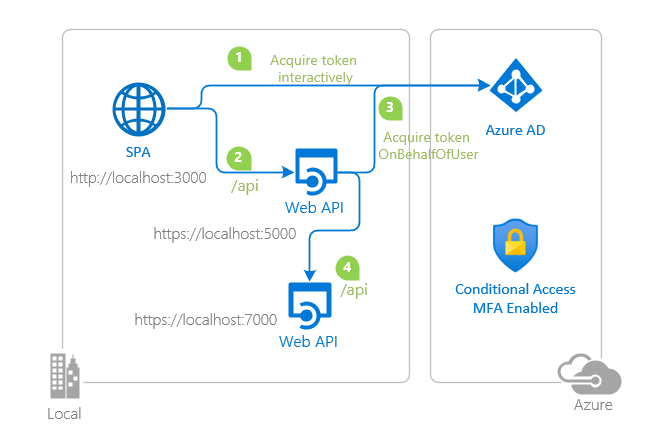 1
Acquire token
interactively
3
SPA
Azure AD
Acquire token
OnBehalfOfUser
2
/api
http://localhost:3000
Web API
https://localhost:5000
4
/api
Conditional Access
MFA Enabled
https://localhost:7000
Web API
Local
Azure